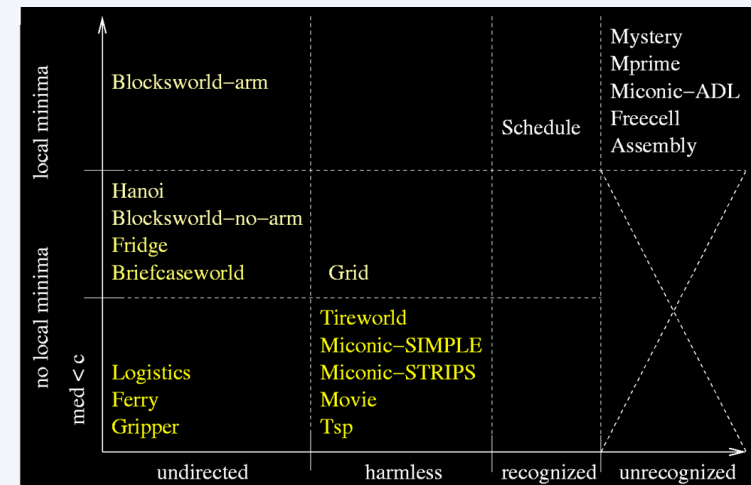 local minima
no local minima
med < c
Blocksworld−arm
Schedule
Mystery
Mprime
Miconic−ADL
Freecell
Assembly
Hanoi
Blocksworld−no−arm
Fridge
Briefcaseworld
Grid
Logistics
Ferry
Gripper
Tireworld
Miconic−SIMPLE
Miconic−STRIPS
Movie
Tsp
undirected
harmless
recognized
unrecognized